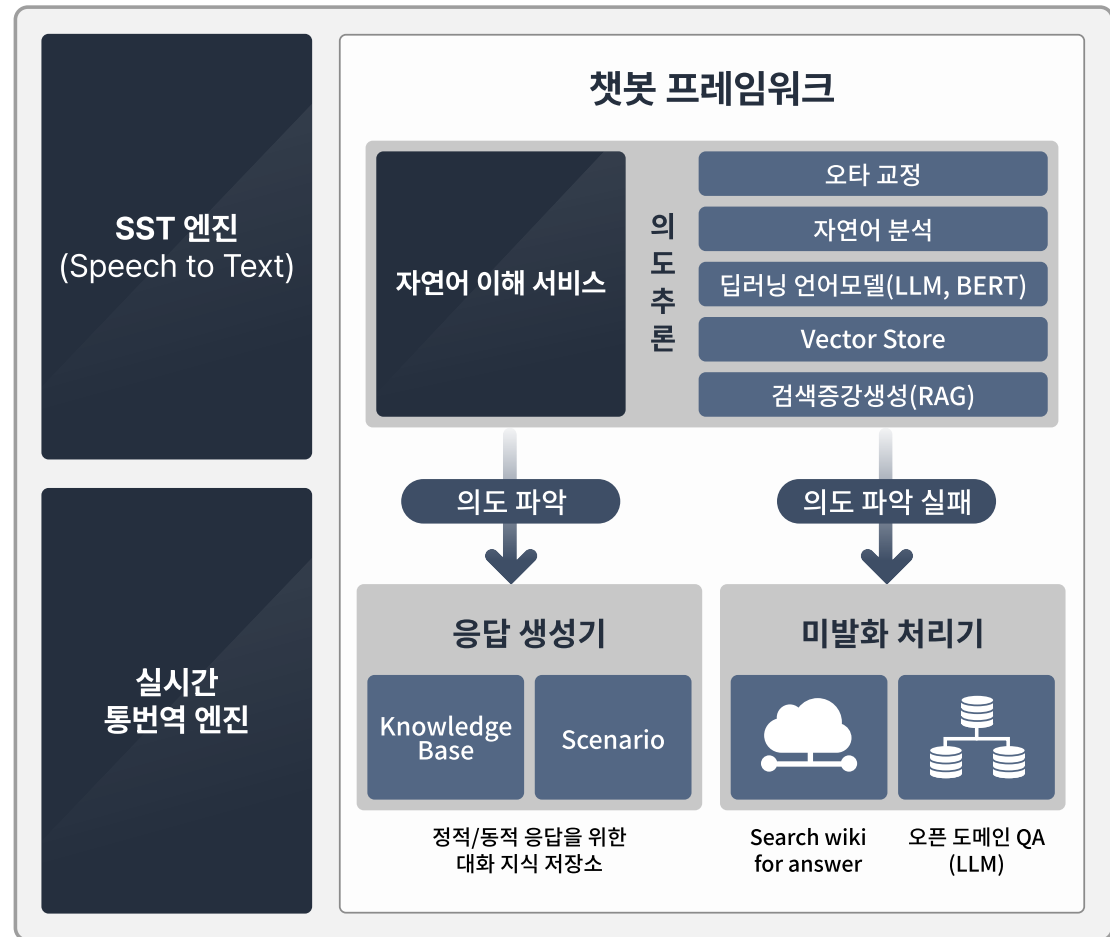 SST 엔진
(Speech to Text)
실시간
통번역 엔진
챗봇 프레임워크
자연어 이해 서비스
의
도
추
론
오타 교정
자연어 분석
딥러닝 언어모델(LLM, BERT)
Vector Store
검색증강생성(RAG)
의도 파악
의도 파악 실패
응답 생성기
Knowledge
Base
Scenario
정적/동적 응답을 위한
대화 지식 저장소
미발화 처리기
Search wiki
for answer
오픈 도메인 QA
(LLM)